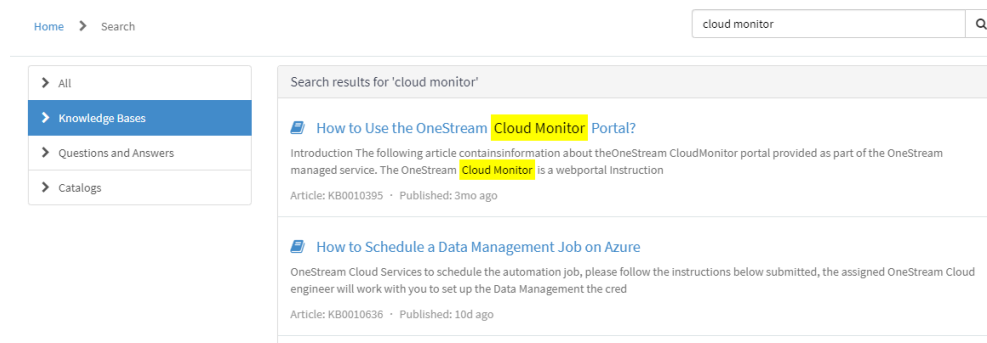 Home > Search
cloud monitor
All
Knowledge Bases
Questions and Answers
Catalogs
Search results for 'cloud monitor'
How to Use the OneStream Cloud Monitor Portal?
Introduction The following article containsinformation about theOneStream CloudMonitor portal provided as part of the OneStream
managed service. The OneStream Cloud Monitor is a webportal Instruction
Article: KB0010395 · Published: 3mo ago
How to Schedule a Data Management Job on Azure
OneStream Cloud Services to schedule the automation job, please follow the instructions below submitted, the assigned OneStream Cloud
engineer will work with you to set up the Data Management the cred
Article: KB0010636 · Published: 10d ago